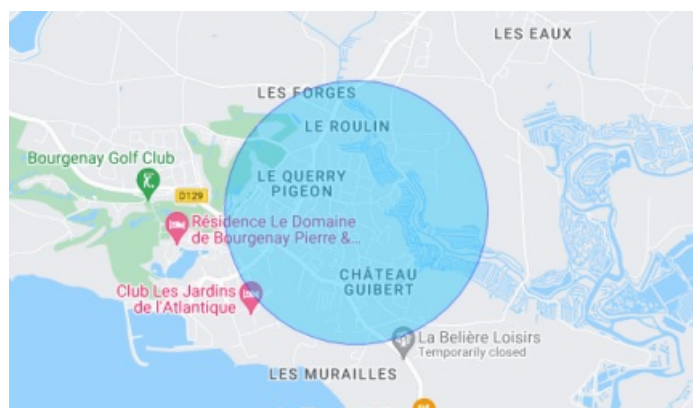 LES EAUX
LES FORGES
LE ROULIN
Bourgenay Golf Club
LE QUERRY
PIGEON
D129
Résidence Le Domaine
de Bourgenay Pierre &...
CHÂTEAU
GUIBERT
Club Les Jardins
de l'Atlantique
La Belière Loisirs
Temporarily closed
LES MURAILLES